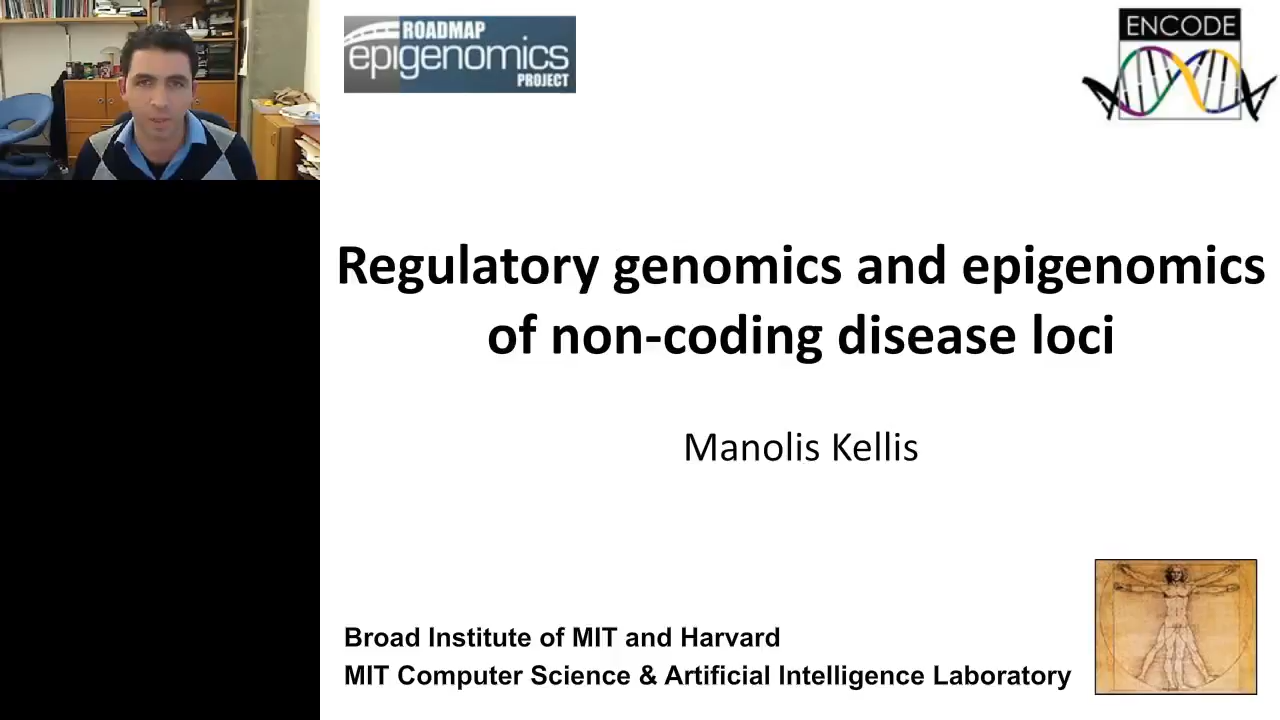 ROADMAP
epigenomics
PROJECT
ENCODE
Regulatory genomics and epigenomics
of non-coding disease loci
Manolis Kellis
Broad Institute of MIT and Harvard
MIT Computer Science & Artificial Intelligence Laboratory